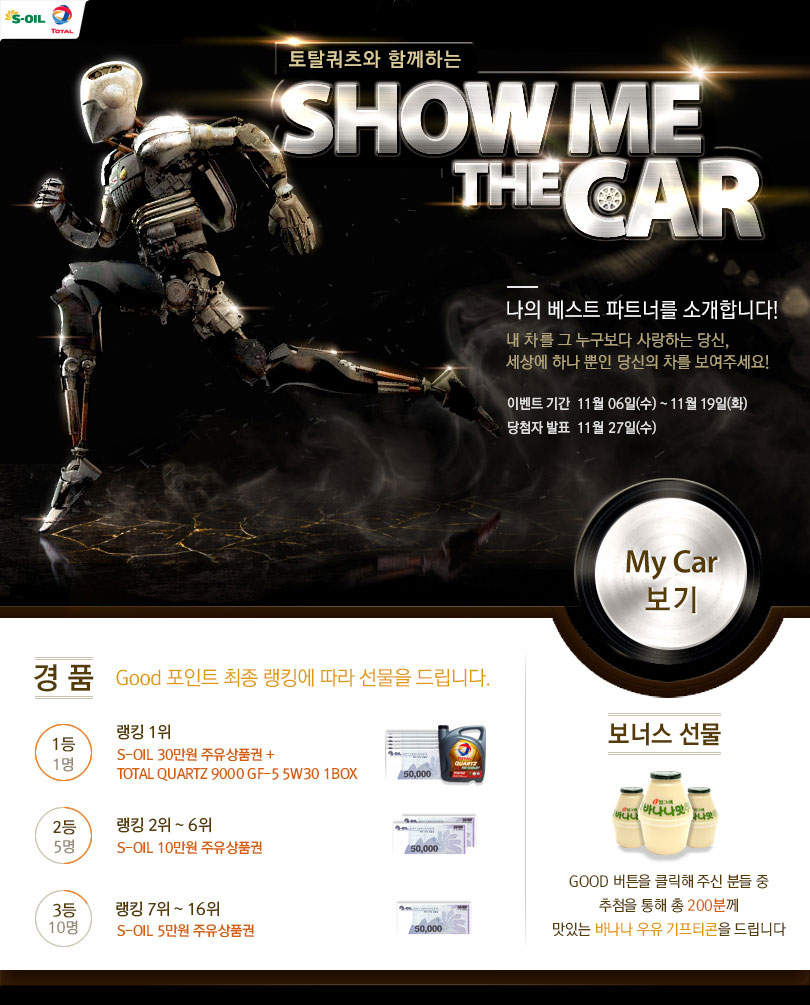 S-OIL TOTAL
토탈쿼츠와 함께하는
SHOW ME
THE CAR
나의 베스트 파트너를 소개합니다!
내 차를 그 누구보다 사랑하는 당신,
세상에 하나 뿐인 당신의 차를 보여주세요!
이벤트 기간 11월 06일(수) ~ 11월 19일(화)
당첨자 발표 11월 27일(수)
My Car
보기
경 품
Good 포인트 최종 랭킹에 따라 선물을 드립니다.
1등
1명
랭킹 1위
S-OIL 30만원 주유상품권 +
TOTAL QUARTZ 9000 GF-5 5W30 1BOX
50,000
TOTAL
QUARTZ
2등
5명
랭킹 2위 ~ 6위
S-OIL 10만원 주유상품권
S-OIL
50,000
3등
10명
랭킹 7위 ~ 16위
S-OIL 5만원 주유상품권
S-OIL
50,000
보너스 선물
빙그레
바나나맛
GOOD 버튼을 클릭해 주신 분들 중
추첨을 통해 총 200분께
맛있는 바나나 우유 기프티콘을 드립니다